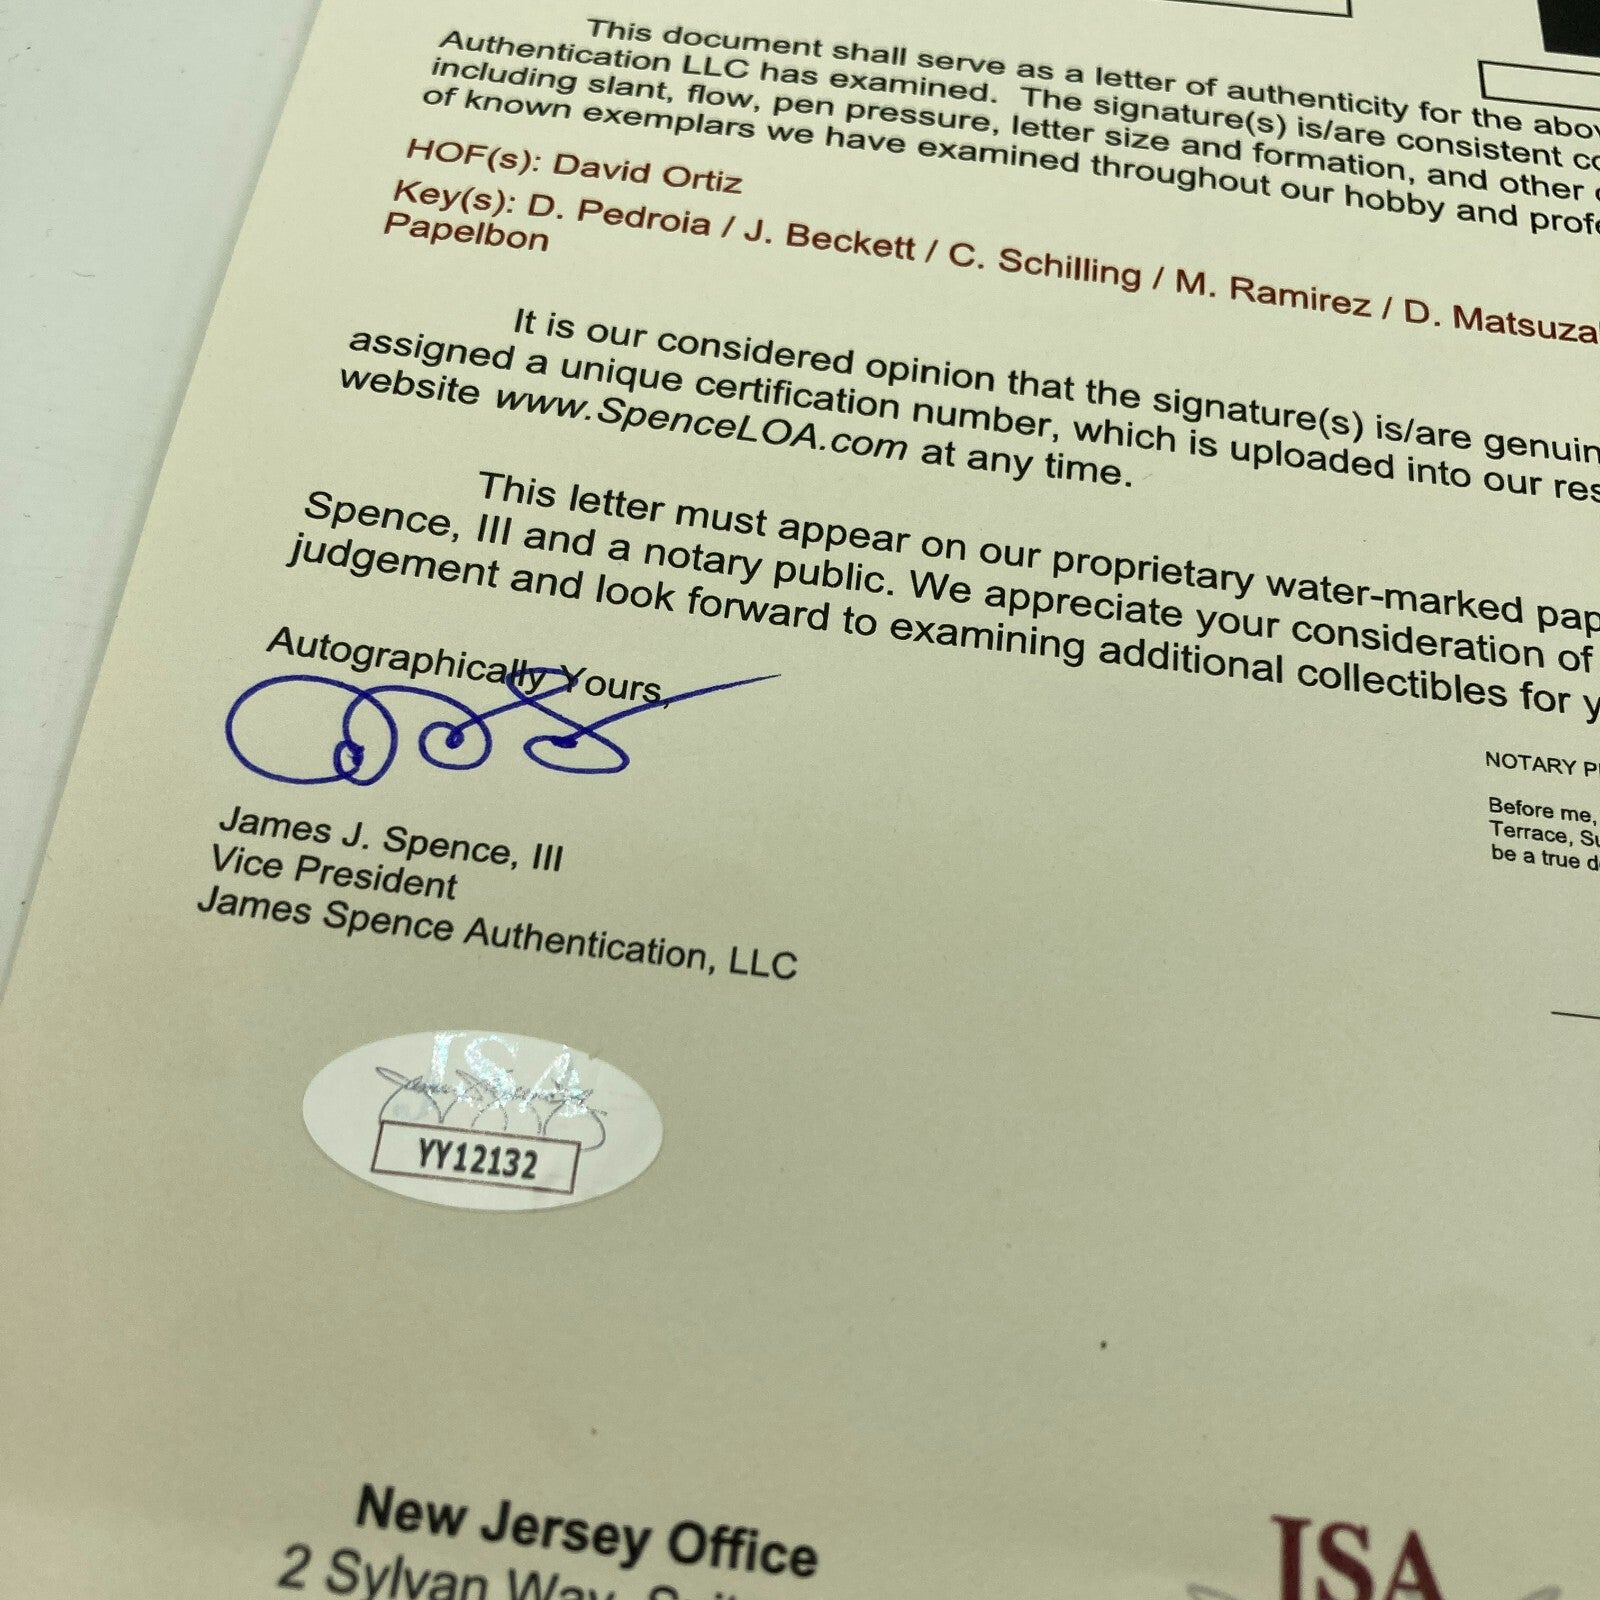 This document shall serve as a letter of authenticity for the
Authentication LLC has examined. The signature(s) is/are consistent
including slant, flow, pen pressure, letter size and formation, and other
of known exemplars we have examined throughout our hobby and
HOF(s): David Ortiz
Key(s): D. Pedroia / J. Beckett / C. Schilling / M. Ramirez / D.
Papelbon
It is our considered opinion that the signature(s) is/are
assigned a unique certification number, which is uploaded into our
website www.SpenceLOA.com at any time.
This letter must appear on our proprietary water-marked
Spence, III and a notary public. We appreciate your consideration of
judgement and look forward to examining additional collectibles for
Autographically Yours,
James J. Spence, III
Vice President
James Spence Authentication, LLC
NOTARY
Before me,
Terrace,
be a true
JSA
YY12132
New Jersey Office
2 Sylvan Way,
JSA